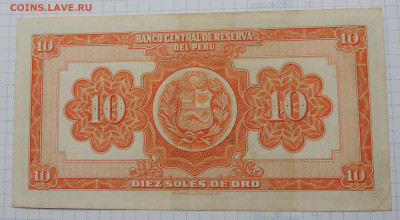 COINS.LAVE.RU
10 BANCO CENTRAL DE RESERVA 10
DEL PERU
10 10
10 DIEZ SOLES DE ORO 10